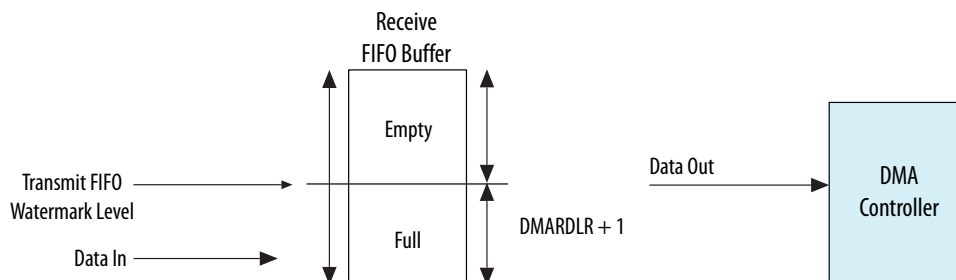 Receive
FIFO Buffer
Empty
Transmit FIFO
Watermark Level
Data Out
DMA
Controller
Full
DMARDLR + 1
Data In